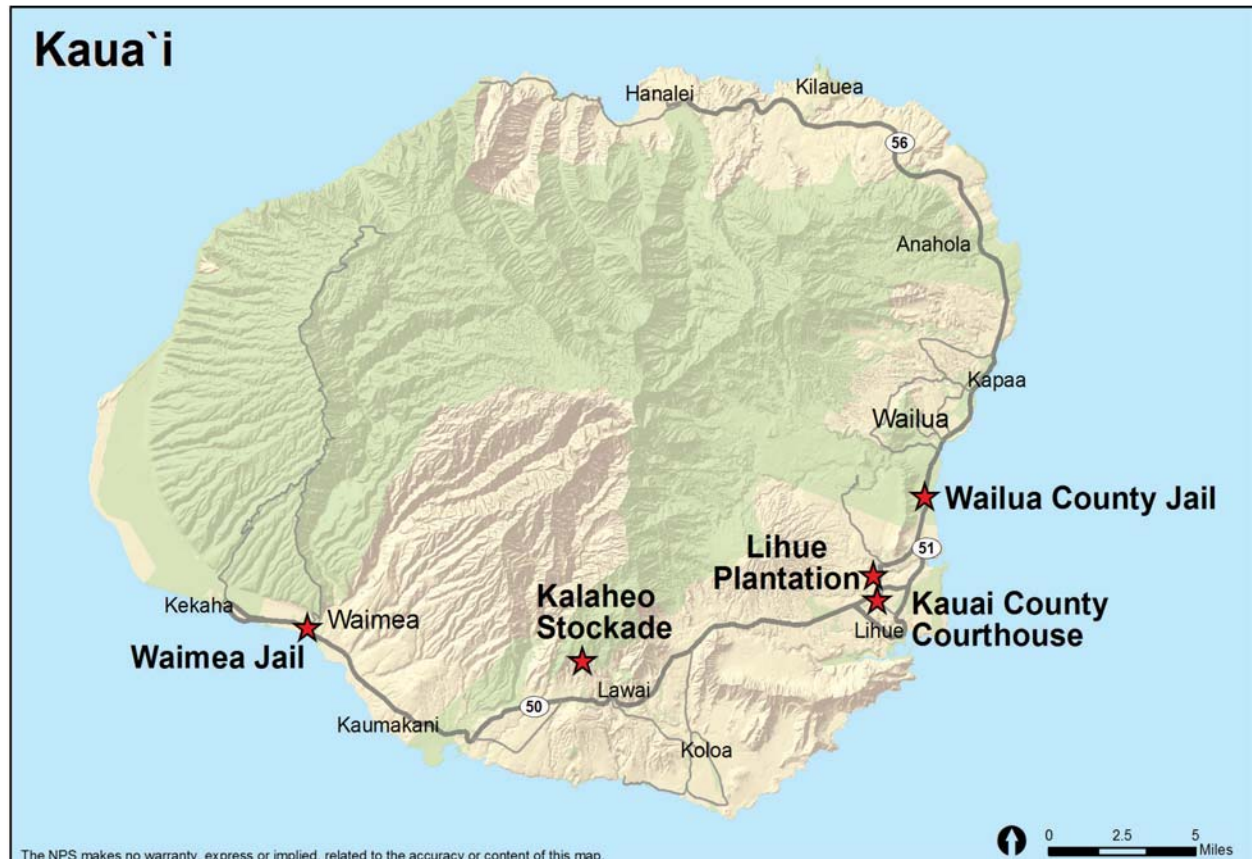 Kaua`i
Hanalei
Kilauea
56
Anahola
Kapaa
Wailua
Wailua County Jail
51
Lihue
Plantation
Kauai County
Courthouse
Lihue
Kalaheo
Stockade
Kekaha
Waimea
Waimea Jail
Lawai
50
Kaumakani
Koloa
0 2.5 5
Miles
The NPS makes no warranty, express or implied, related to the accuracy or content of this map.